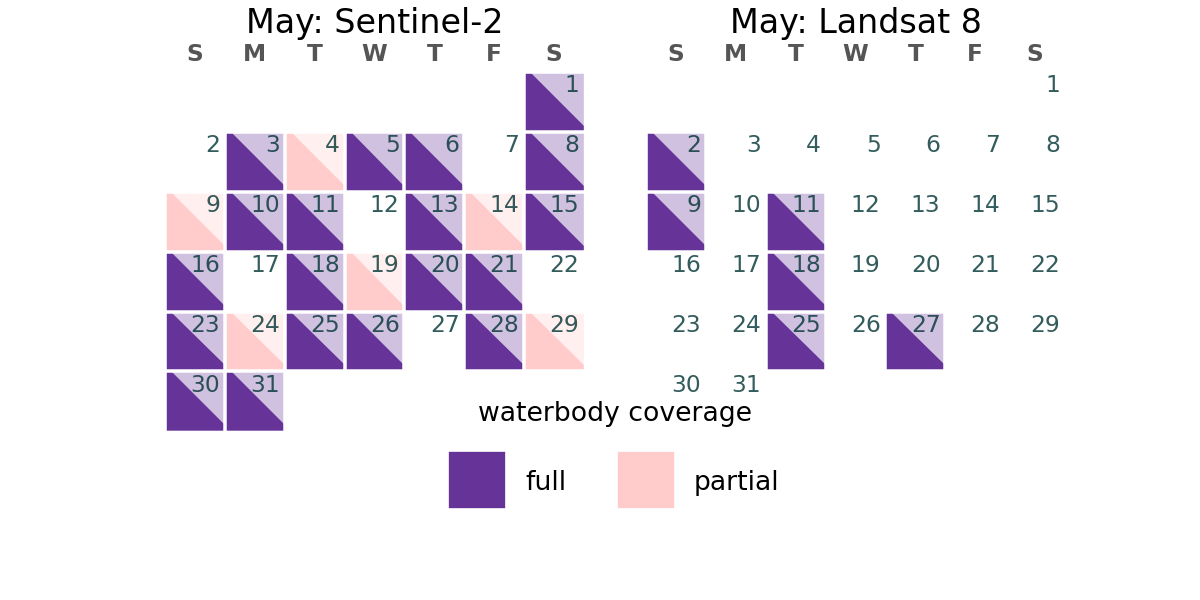 May: Sentinel-2
S M T W T F S
1
2 3 4 5 6 7 8
9 10 11 12 13 14 15
16 17 18 19 20 21 22
23 24 25 26 27 28 29
30 31
May: Landsat 8
S M T W T F S
1
2 3 4 5 6 7 8
9 10 11 12 13 14 15
16 17 18 19 20 21 22
23 24 25 26 27 28 29
30 31
waterbody coverage
full partial